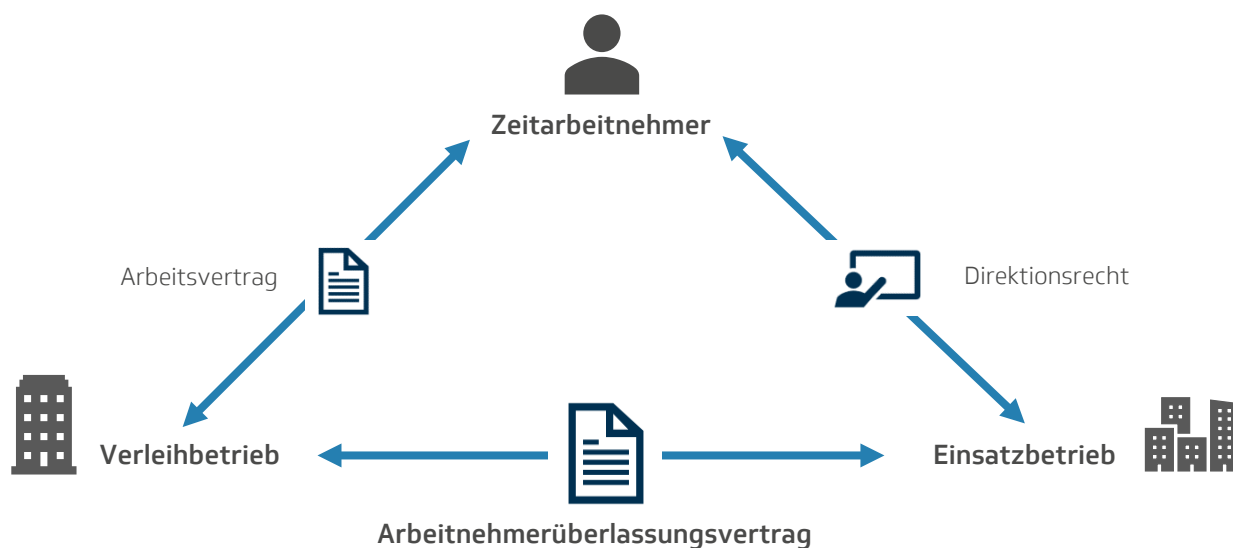 Zeitarbeitnehmer
Arbeitsvertrag
Direktionsrecht
Verleihbetrieb
Einsatzbetrieb
Arbeitnehmerüberlassungsvertrag